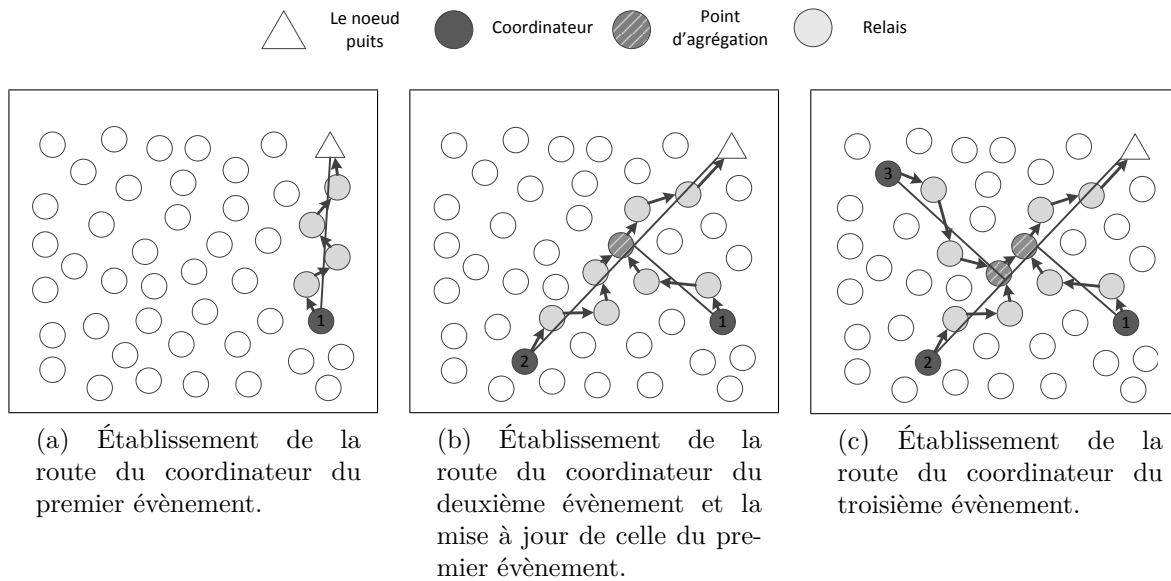 Le noeud
puits
Coordinateur
Point
d'agrégation
Relais
1
2
1
3
2
1
(a) Établissement de la
route du coordinateur du
premier évènement.
(b) Établissement de la
route du coordinateur du
deuxième évènement et la
mise à jour de celle du pre-
mier évènement.
(c) Établissement de la
route du coordinateur du
troisième évènement.